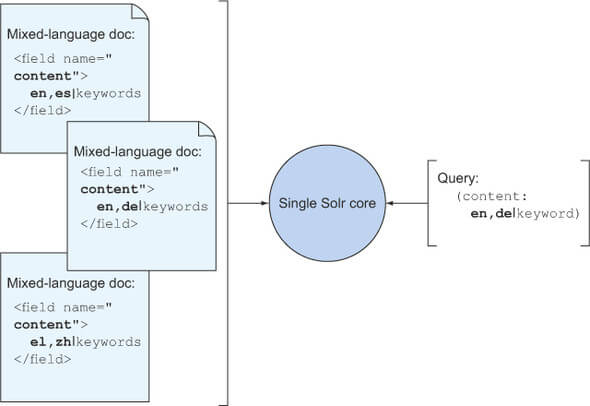 Mixed-language doc:
<field name="
content">
en,es|keywords
</field>
Mixed-language doc:
<field name="
content">
en,de|keywords
</field>
Mixed-language doc:
<field name="
content">
el,zh|keywords
</field>
Single Solr core
Query:
(content:
en,de|keyword)